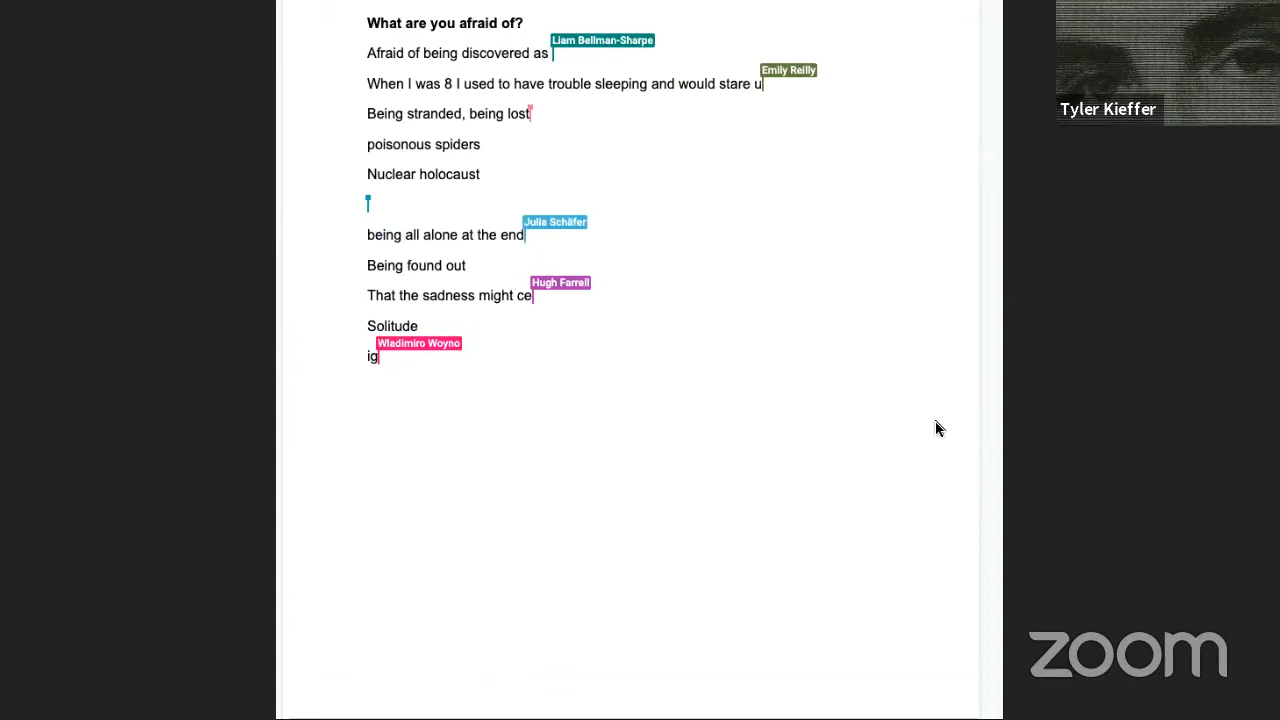 What are you afraid of?
Liam Bellman-Sharpe
Afraid of being discovered as
Emily Reilly
When I was 8 I used to have trouble sleeping and would stare u
Being stranded, being lost
poisonous spiders
Nuclear holocaust
Julia Schäfer
being all alone at the end
Being found out
Hugh Farrell
That the sadness might ce
Solitude
Wladimiro Woyno
ig
Tyler Kieffer
zoom